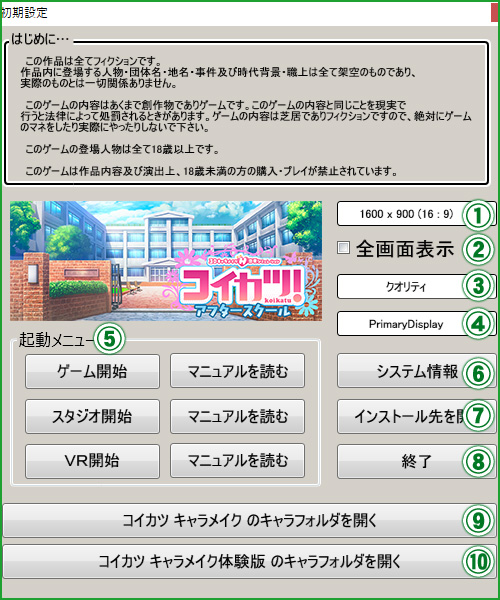 初期設定
はじめに…
この作品は全てフィクションです。
作品内に登場する人物・団体名・地名・事件及び時代背景・職上は全て架空のものであり、
実際のものとは一切関係ありません。
このゲームの内容はあくまで創作物でありゲームです。このゲームの内容と同じことを現実で
行うと法律によって処罰されるときがあります。ゲームの内容は芝居でありフィクションですので、絶対にゲーム
のマネをしたり実際にやったりしないで下さい。
このゲームの登場人物は全て18歳以上です。
このゲームは作品内容及び演出上、18歳未満の方の購入・プレイが禁止されています。
1600 x 900 (16 : 9) ①
全画面表示 ②
クオリティ ③
PrimaryDisplay ④
コイカツ!
koikatu
アフタースクール
起動メニュー ⑤
ゲーム開始 マニュアルを読む
スタジオ開始 マニュアルを読む
VR開始 マニュアルを読む
システム情報 ⑥
インストール先を開 ⑦
終了 ⑧
コイカツ キャラメイク のキャラフォルダを開く ⑨
コイカツ キャラメイク体験版 のキャラフォルダを開く ⑩